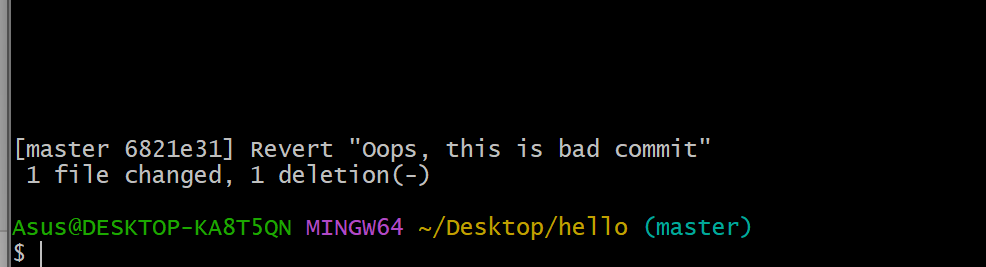 [master 6821e31] Revert "Oops, this is bad commit"
 1 file changed, 1 deletion(-)
Asus@DESKTOP-KA8T5QN MINGW64 ~/Desktop/hello (master)
$